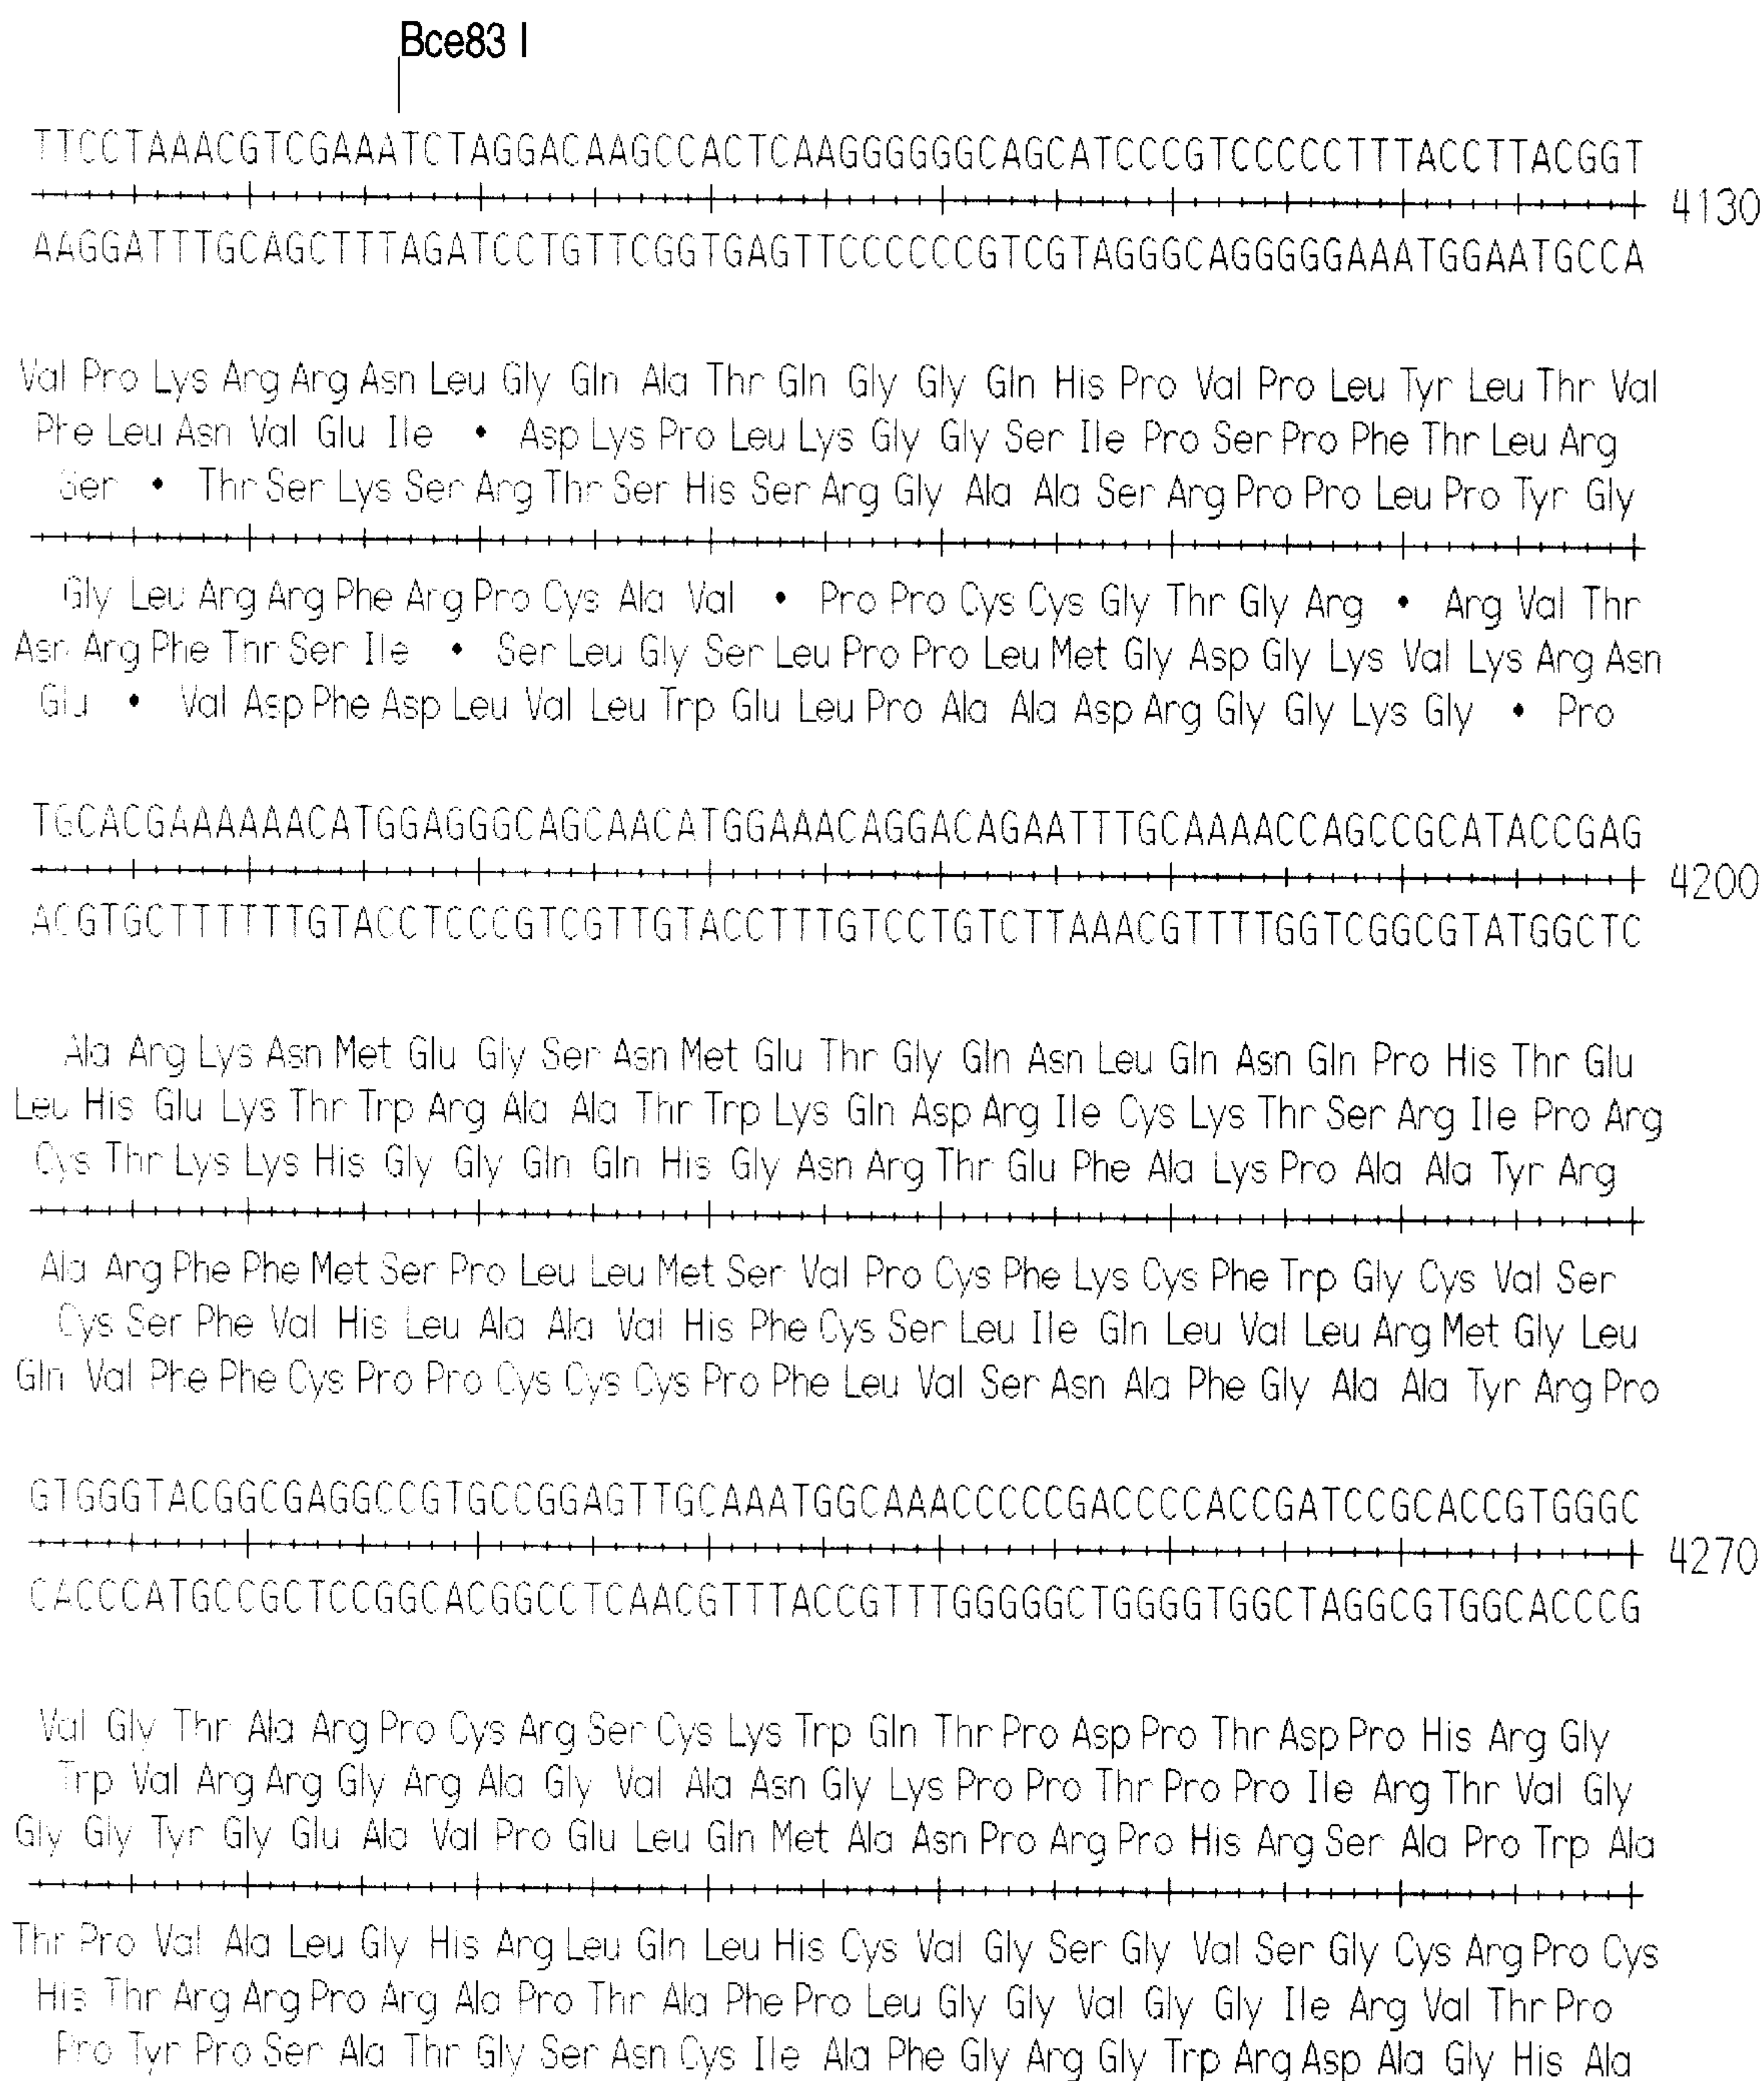 Bce83 I
TTCCTAAACGTCGAAATCTAGGACAAGCCACTCAAGGGGGGCAGCATCCCGTCCCCCTTTACCTTACGGT
4130
AAGGATTTGCAGCTTTAGATCCTGTTCGGTGAGTTCCCCCCGTCGTAGGGCAGGGGGAAATGGAATGCCA
Val Pro Lys Arg Arg Asn Leu Gly Gln Ala Thr Gln Gly Gly Gln His Pro Val Pro Leu Tyr Leu Thr Val
Phe Leu Asn Val Glu Ile • Asp Lys Pro Leu Lys Gly Gly Ser Ile Pro Ser Pro Phe Thr Leu Arg
Ser • Thr Ser Lys Ser Arg Thr Ser His Ser Arg Gly Ala Ala Ser Arg Pro Pro Leu Pro Tyr Gly
Gly Leu Arg Arg Phe Arg Pro Cys Ala Val • Pro Pro Cys Cys Gly Thr Gly Arg • Arg Val Thr
Asn Arg Phe Thr Ser Ile • Ser Leu Gly Ser Leu Pro Pro Leu Met Gly Asp Gly Lys Val Lys Arg Asn
Glu • Val Asp Phe Asp Leu Val Leu Trp Glu Leu Pro Ala Ala Asp Arg Gly Gly Lys Gly • Pro
TGCACGAAAAAACATGGAGGGCAGCAACATGGAAACAGGACAGAATTTGCAAAACCAGCCGCATACCGAG
4200
ACGTGCTTTTTTGTACCTCCCGTCGTTGTACCTTTGTCCTGTCTTAAACGTTTTGGTCGGCGTATGGCTC
Ala Arg Lys Asn Met Glu Gly Ser Asn Met Glu Thr Gly Gln Asn Leu Gln Asn Gln Pro His Thr Glu
Leu His Glu Lys Thr Trp Arg Ala Ala Thr Trp Lys Gln Asp Arg Ile Cys Lys Thr Ser Arg Ile Pro Arg
Cys Thr Lys Lys His Gly Gly Gln Gln His Gly Asn Arg Thr Glu Phe Ala Lys Pro Ala Ala Tyr Arg
Ala Arg Phe Phe Met Ser Pro Leu Leu Met Ser Val Pro Cys Phe Lys Cys Phe Trp Gly Cys Val Ser
Cys Ser Phe Val His Leu Ala Ala Val His Phe Cys Ser Leu Ile Gln Leu Val Leu Arg Met Gly Leu
Gln Val Phe Phe Cys Pro Pro Cys Cys Cys Pro Phe Leu Val Ser Asn Ala Phe Gly Ala Ala Tyr Arg Pro
GTGGGTACGGCGAGGCCGTGCCGGAGTTGCAAATGGCAAACCCCCGACCCCACCGATCCGCACCGTGGGC
4270
CACCCATGCCGCTCCGGCACGGCCTCAACGTTTACCGTTTGGGGGCTGGGGTGGCTAGGCGTGGCACCCG
Val Gly Thr Ala Arg Pro Cys Arg Ser Cys Lys Trp Gln Thr Pro Asp Pro Thr Asp Pro His Arg Gly
Trp Val Arg Arg Gly Arg Ala Gly Val Ala Asn Gly Lys Pro Pro Thr Pro Pro Ile Arg Thr Val Gly
Gly Gly Tyr Gly Glu Ala Val Pro Glu Leu Gln Met Ala Asn Pro Arg Pro His Arg Ser Ala Pro Trp Ala
Thr Pro Val Ala Leu Gly His Arg Leu Gln Leu His Cys Val Gly Ser Gly Val Ser Gly Cys Arg Pro Cys
His Thr Arg Arg Pro Arg Ala Pro Thr Ala Phe Pro Leu Gly Gly Val Gly Gly Ile Arg Val Thr Pro
Pro Tyr Pro Ser Ala Thr Gly Ser Asn Cys Ile Ala Phe Gly Arg Gly Trp Arg Asp Ala Gly His Ala